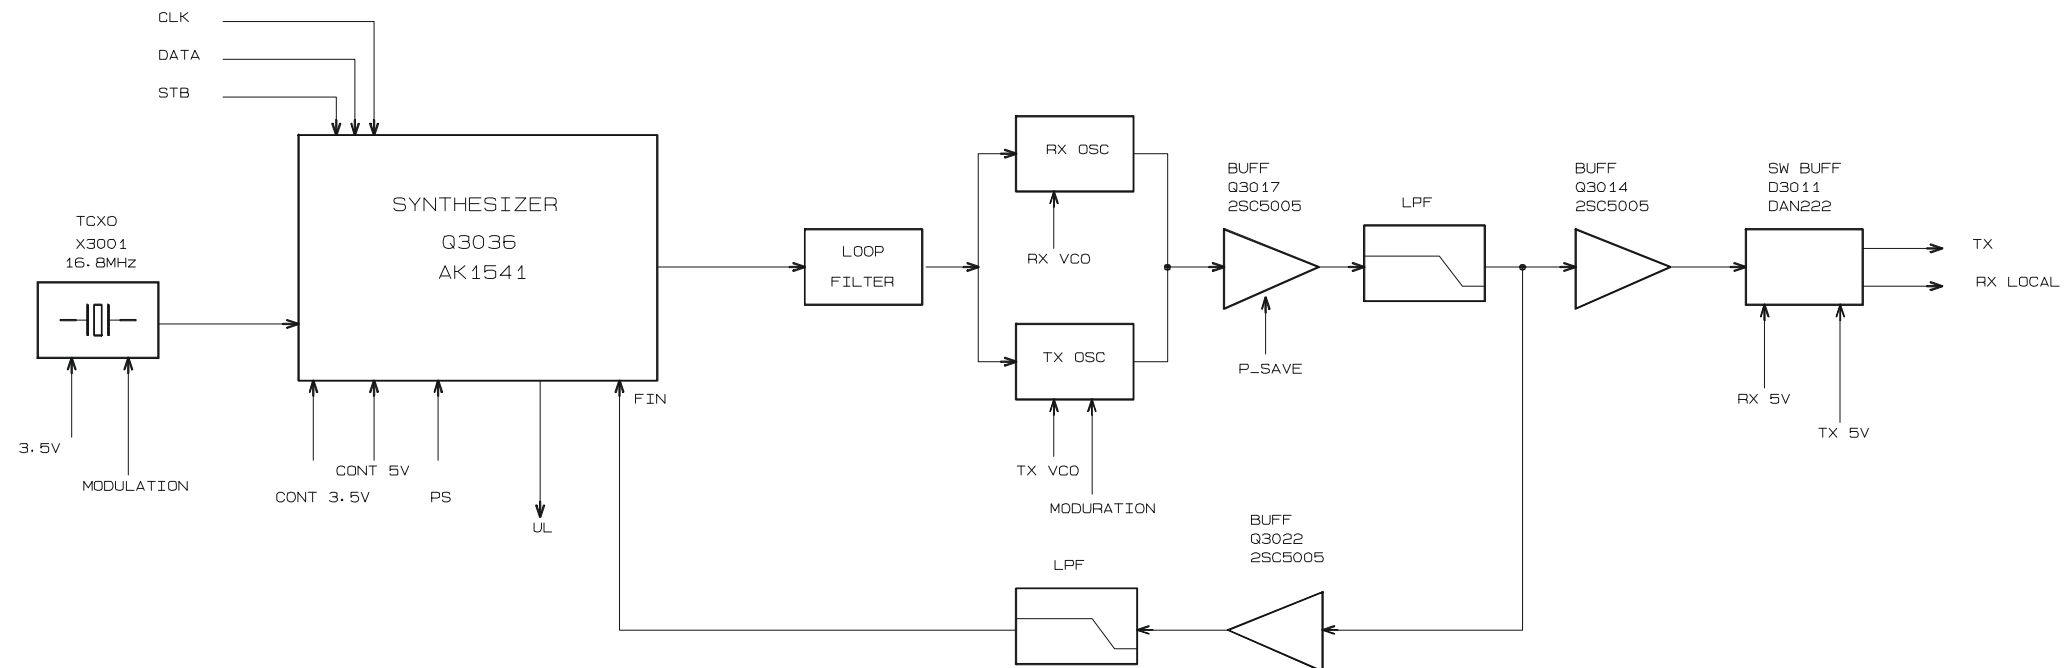 CLK
DATA
STB
TCXO
X3001
16.8MHz
3.5V
MODULATION
SYNTHESIZER
Q3036
AK1541
CONT 5V
CONT 3.5V
PS
UL
FIN
LOOP
FILTER
RX OSC
RX VCO
TX OSC
TX VCO
MODURATION
BUFF
Q3017
2SC5005
P_SAVE
LPF
BUFF
Q3014
2SC5005
SW BUFF
D3011
DAN222
TX
RX LOCAL
RX 5V
TX 5V
BUFF
Q3022
2SC5005
LPF